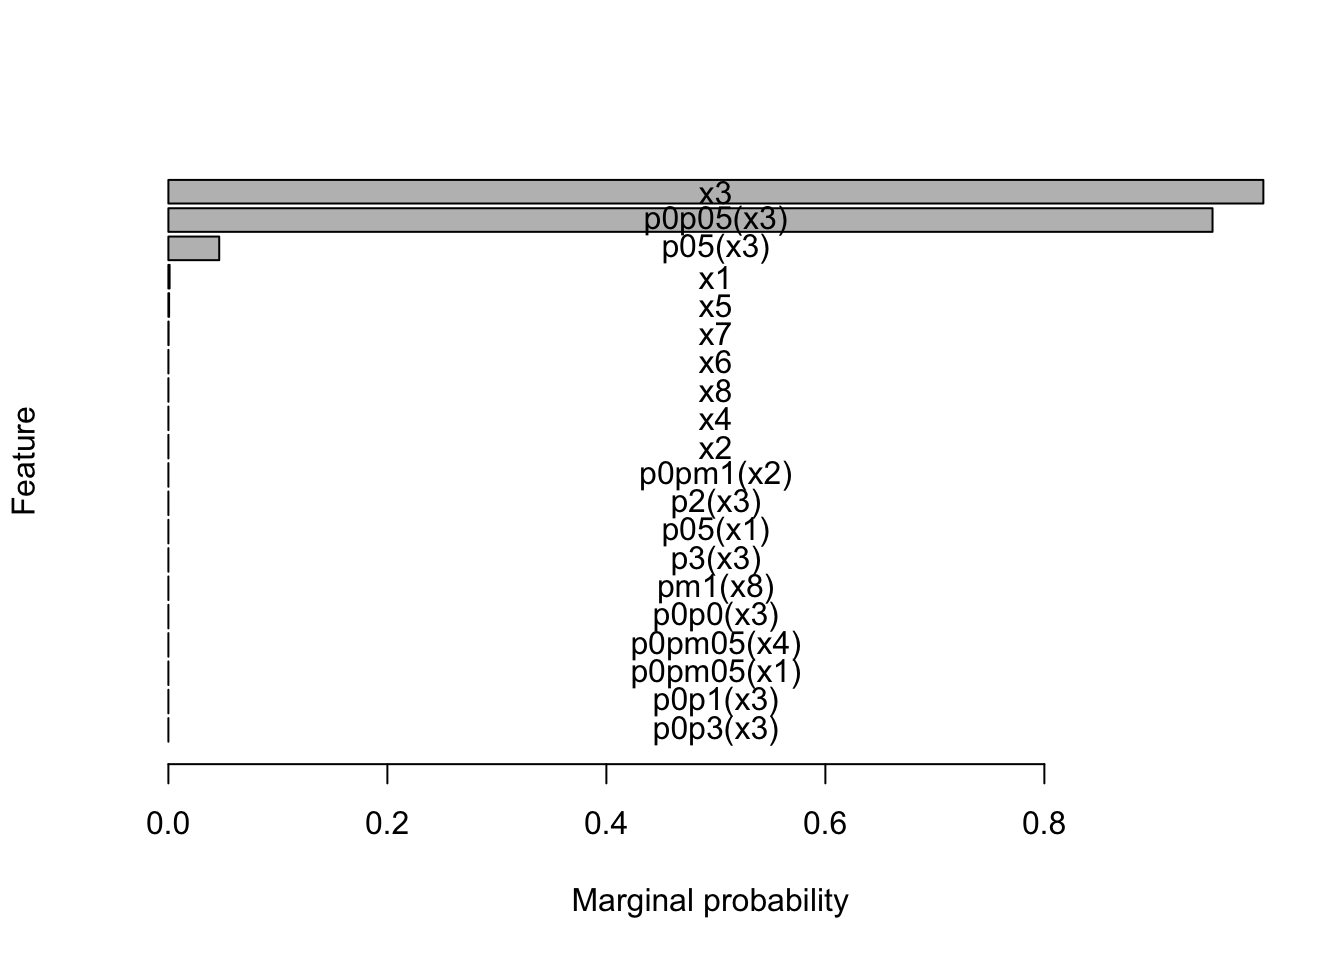 x3
p0p05(x3)
p05(x3)
x1
x5
x7
x6
x8
x4
x2
p0pm1(x2)
p2(x3)
p05(x1)
p3(x3)
pm1(x8)
p0p0(x3)
p0pm05(x4)
p0pm05(x1)
p0p1(x3)
p0p3(x3)
Feature
0.0 0.2 0.4 0.6 0.8
Marginal probability